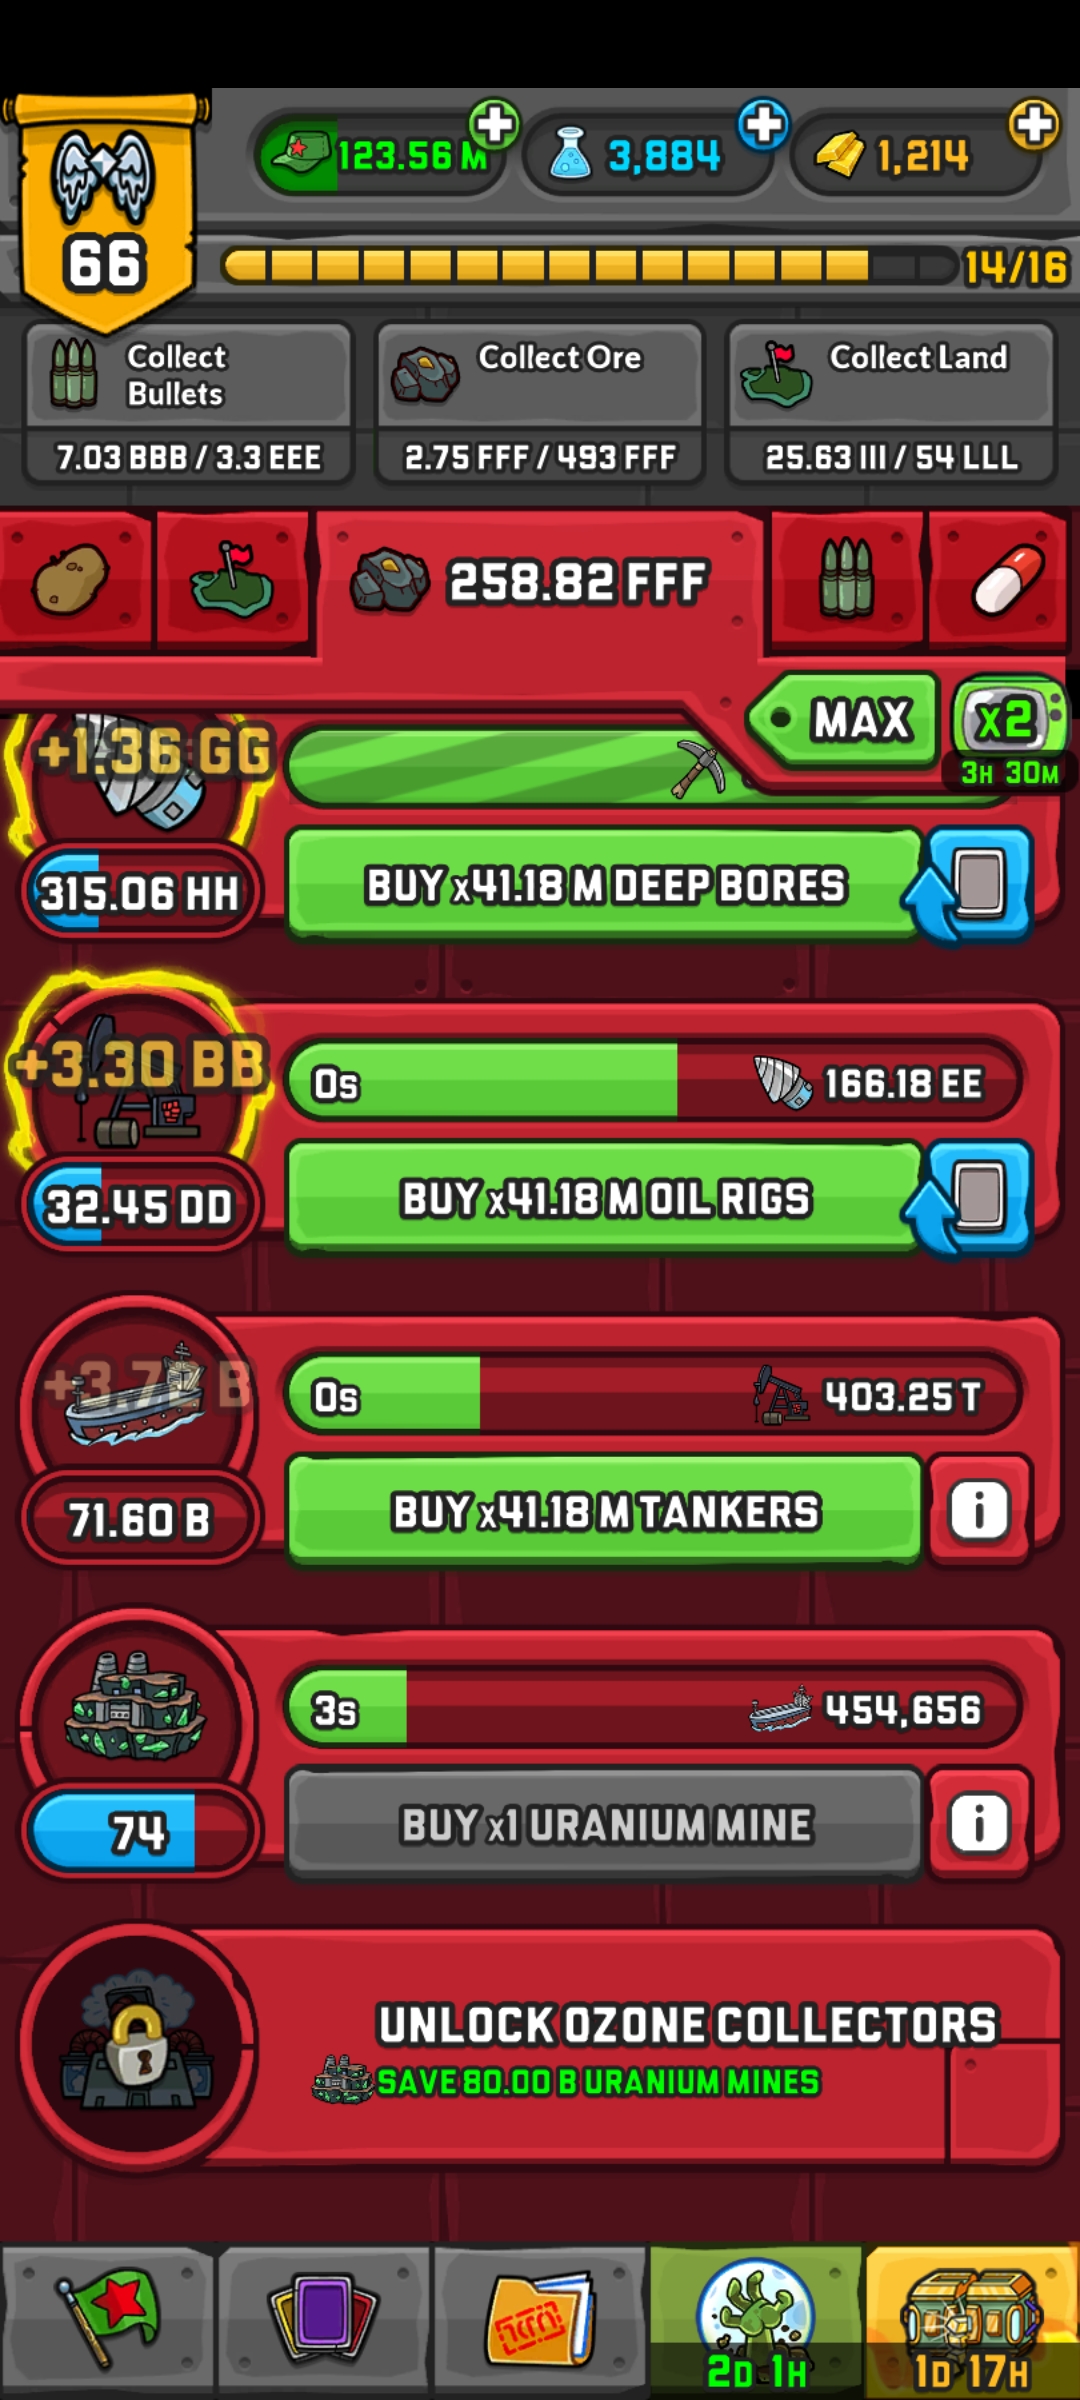 123.56 M
3,884
1,214
66
14/16
Collect
Bullets
7.03 BBB / 3.3 EEE
Collect Ore
2.75 FFF / 493 FFF
Collect Land
25.63 III / 54 LLL
258.82 FFF
MAX
x2
3H 30M
+1.36 GG
315.06 HH
BUY x41.18 M DEEP BORES
+3.30 BB
0s
166.18 EE
32.45 DD
BUY x41.18 M OIL RIGS
0s
403.25 T
71.60 B
BUY x41.18 M TANKERS
i
3s
454,656
74
BUY x1 URANIUM MINE
i
UNLOCK OZONE COLLECTORS
SAVE 80.00 B URANIUM MINES
2D 1H
1D 17H